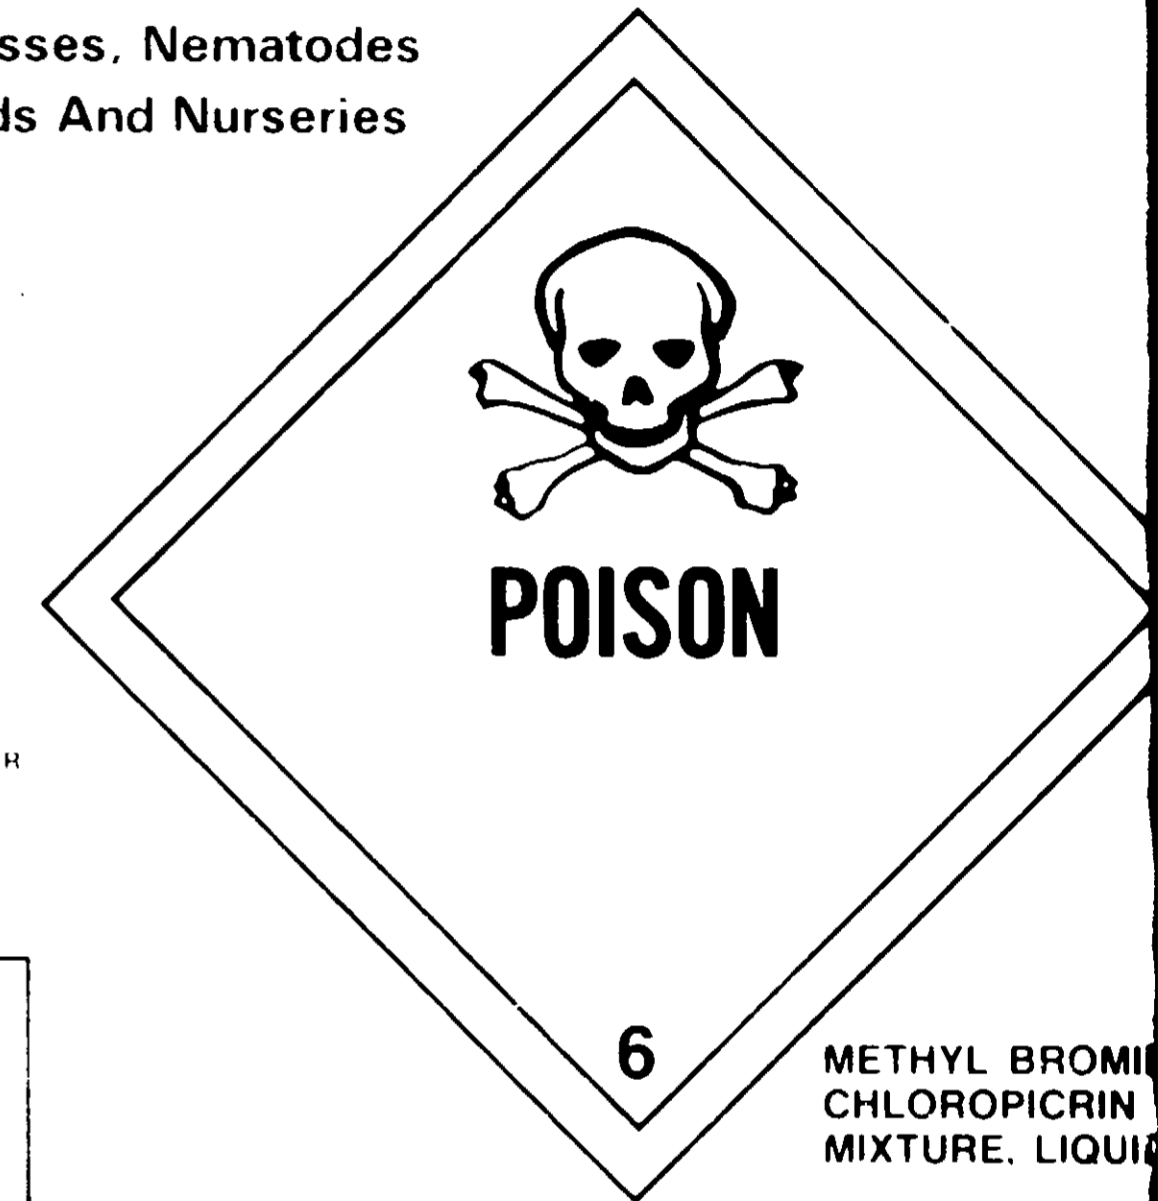 sses, Nematodes
ds And Nurseries
POISON
R
6
METHYL BROMI
CHLOROPICRIN
MIXTURE, LIQUI